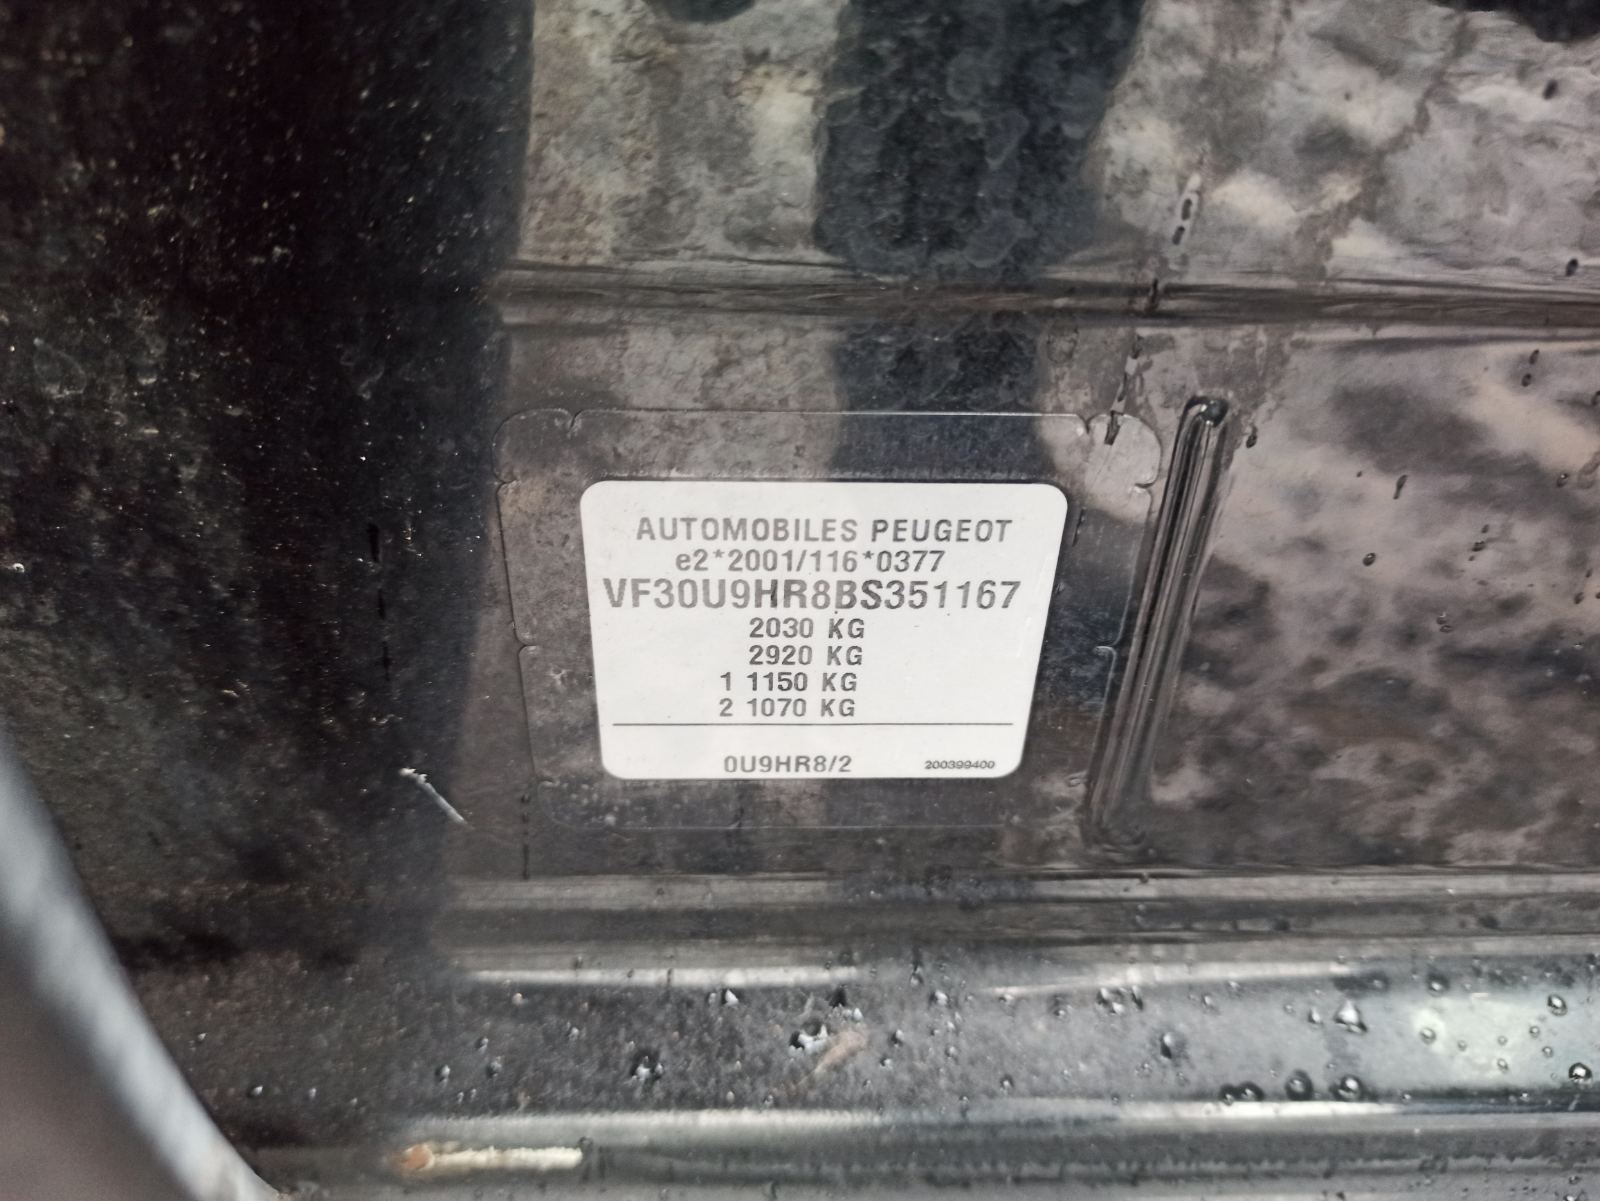 AUTOMOBILES PEUGEOT
e2*2001/116*0377
VF30U9HR8BS351167
2030 KG
2920 KG
1 1150 KG
2 1070 KG
0U9HR8/2 200399400